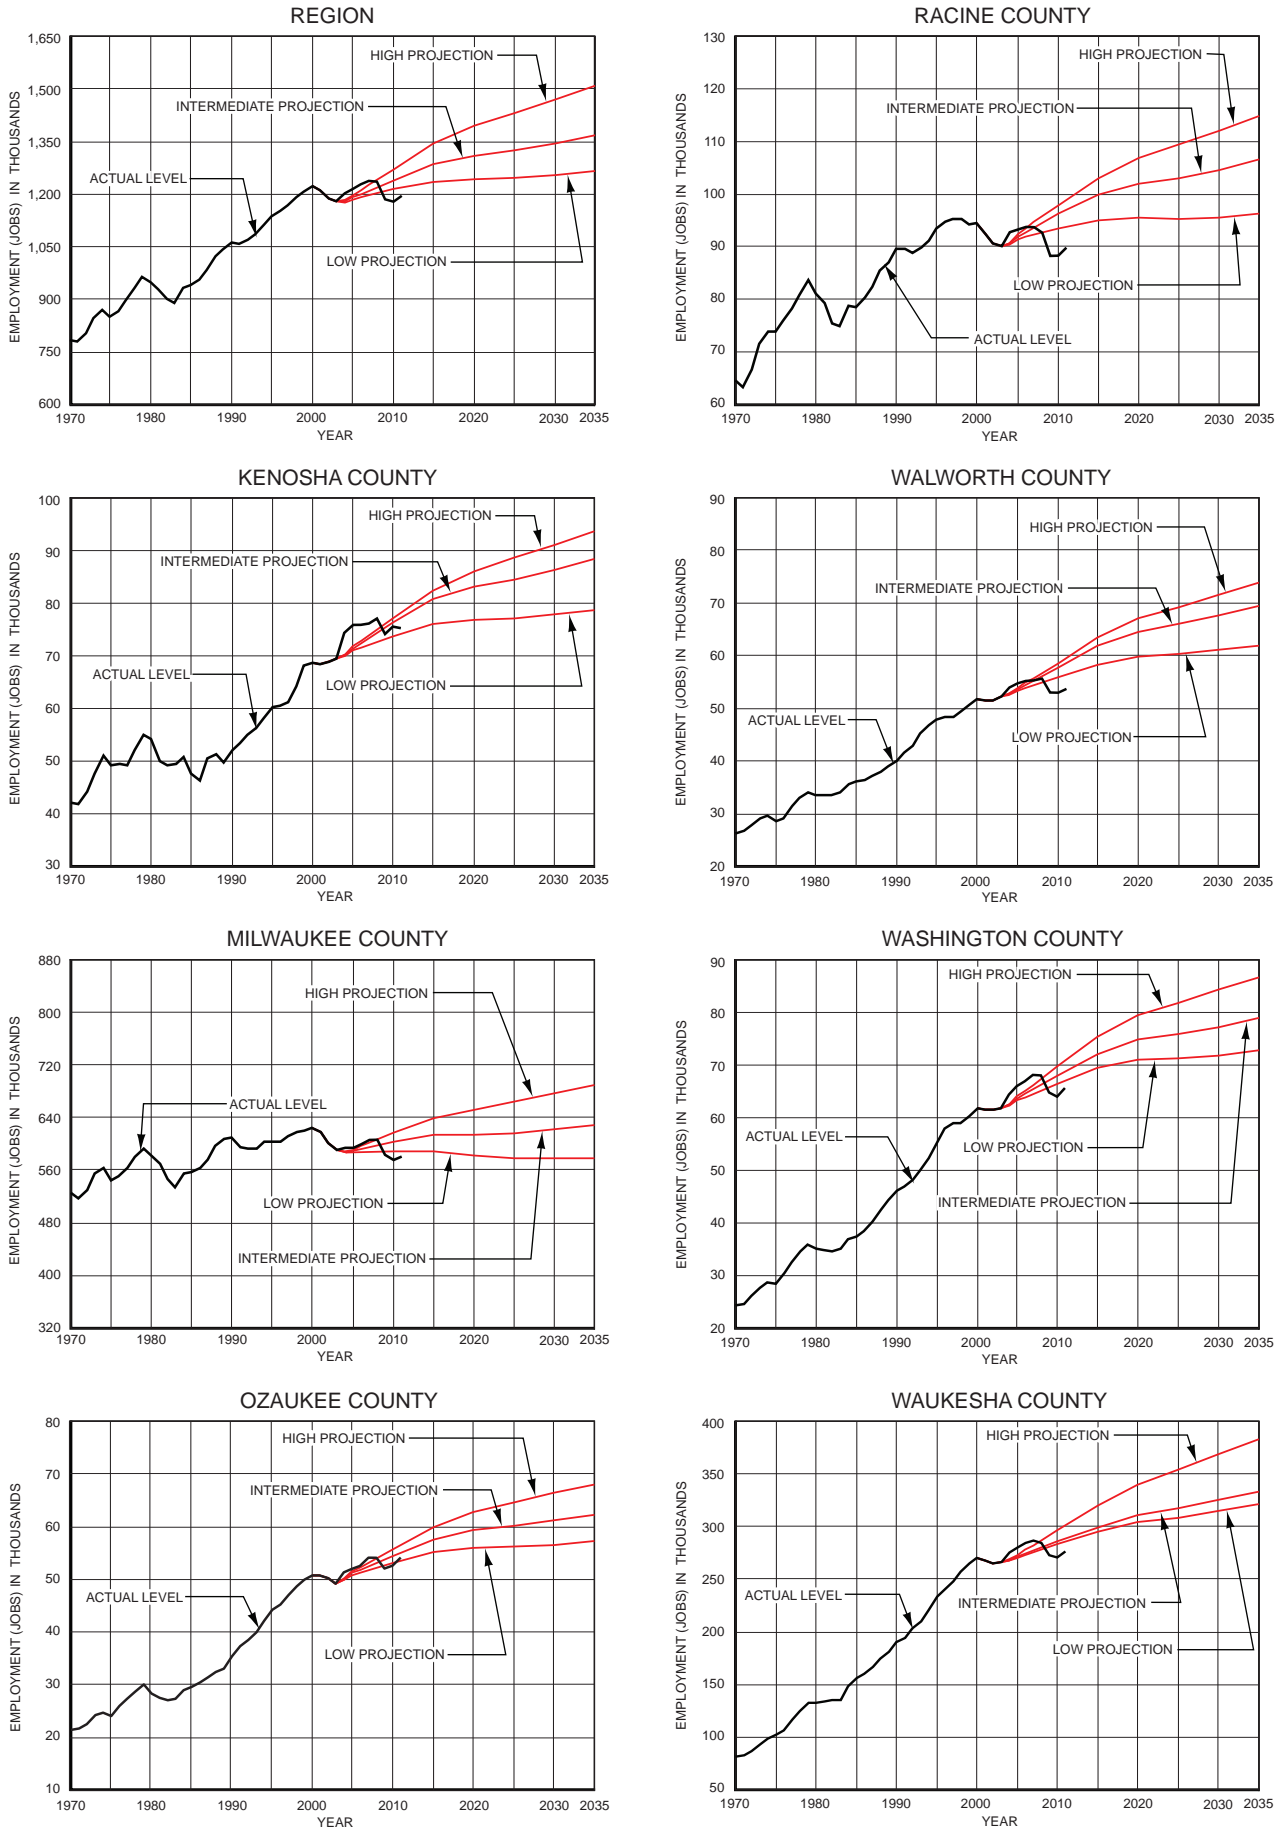 REGION
EMPLOYMENT (JOBS) IN THOUSANDS
1,650
1,500
1,350
1,200
1,050
900
750
600
HIGH PROJECTION
INTERMEDIATE PROJECTION
ACTUAL LEVEL
LOW PROJECTION
1970 1980 1990 2000 2010 2020 2030 2035
YEAR
RACINE COUNTY
EMPLOYMENT (JOBS) IN THOUSANDS
130
120
110
100
90
80
70
60
HIGH PROJECTION
INTERMEDIATE PROJECTION
LOW PROJECTION
ACTUAL LEVEL
1970 1980 1990 2000 2010 2020 2030 2035
YEAR
KENOSHA COUNTY
EMPLOYMENT (JOBS) IN THOUSANDS
100
90
80
70
60
50
40
30
HIGH PROJECTION
INTERMEDIATE PROJECTION
ACTUAL LEVEL
LOW PROJECTION
1970 1980 1990 2000 2010 2020 2030 2035
YEAR
WALWORTH COUNTY
EMPLOYMENT (JOBS) IN THOUSANDS
90
80
70
60
50
40
30
20
HIGH PROJECTION
INTERMEDIATE PROJECTION
ACTUAL LEVEL
LOW PROJECTION
1970 1980 1990 2000 2010 2020 2030 2035
YEAR
MILWAUKEE COUNTY
EMPLOYMENT (JOBS) IN THOUSANDS
880
800
720
640
560
480
400
320
HIGH PROJECTION
ACTUAL LEVEL
LOW PROJECTION
INTERMEDIATE PROJECTION
1970 1980 1990 2000 2010 2020 2030 2035
YEAR
WASHINGTON COUNTY
EMPLOYMENT (JOBS) IN THOUSANDS
90
80
70
60
50
40
30
20
HIGH PROJECTION
ACTUAL LEVEL
LOW PROJECTION
INTERMEDIATE PROJECTION
1970 1980 1990 2000 2010 2020 2030 2035
YEAR
OZAUKEE COUNTY
EMPLOYMENT (JOBS) IN THOUSANDS
80
70
60
50
40
30
20
10
HIGH PROJECTION
INTERMEDIATE PROJECTION
ACTUAL LEVEL
LOW PROJECTION
1970 1980 1990 2000 2010 2020 2030 2035
YEAR
WAUKESHA COUNTY
EMPLOYMENT (JOBS) IN THOUSANDS
400
350
300
250
200
150
100
50
HIGH PROJECTION
ACTUAL LEVEL
INTERMEDIATE PROJECTION
LOW PROJECTION
1970 1980 1990 2000 2010 2020 2030 2035
YEAR